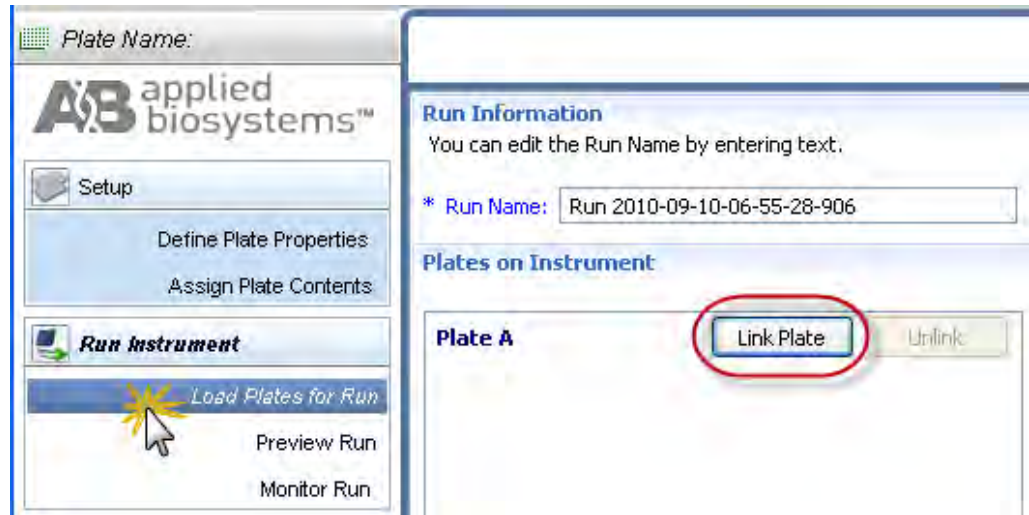 Plate Name:
AB applied
biosystems™
Setup
Define Plate Properties
Assign Plate Contents
Run Instrument
Load Plates for Run
Preview Run
Monitor Run
Run Information
You can edit the Run Name by entering text.
* Run Name: Run 2010-09-10-06-55-28-906
Plates on Instrument
Plate A Link Plate Unlink